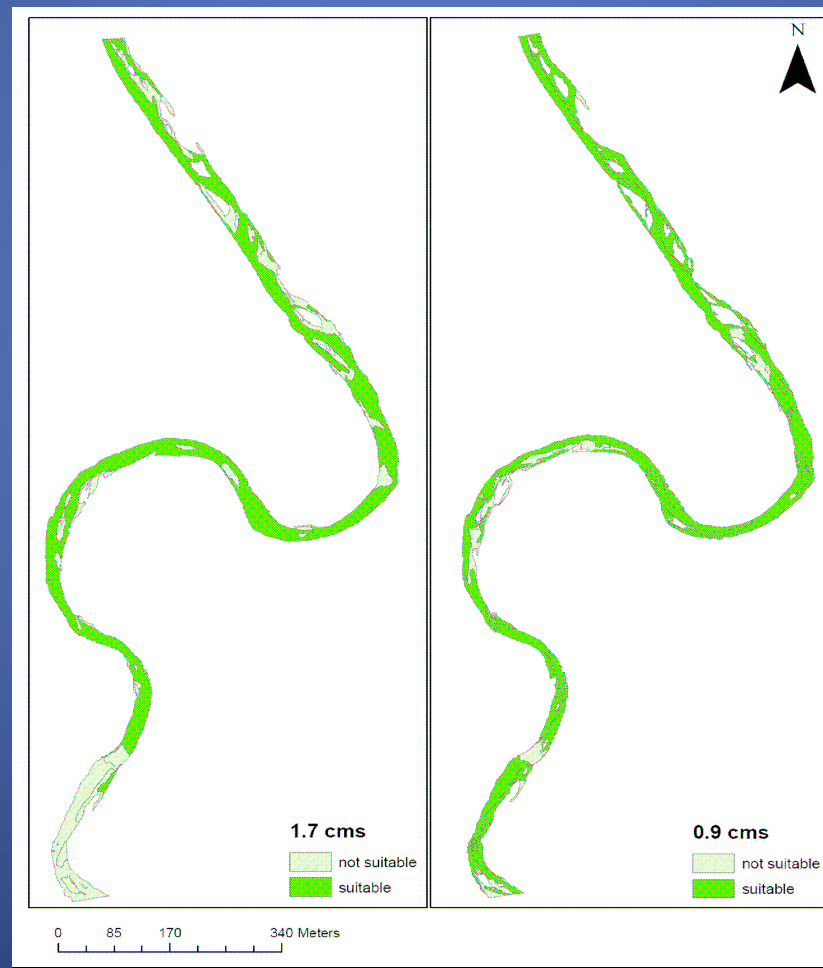 N
1.7 cms
not suitable
suitable
0.9 cms
not suitable
suitable
0 85 170 340 Meters